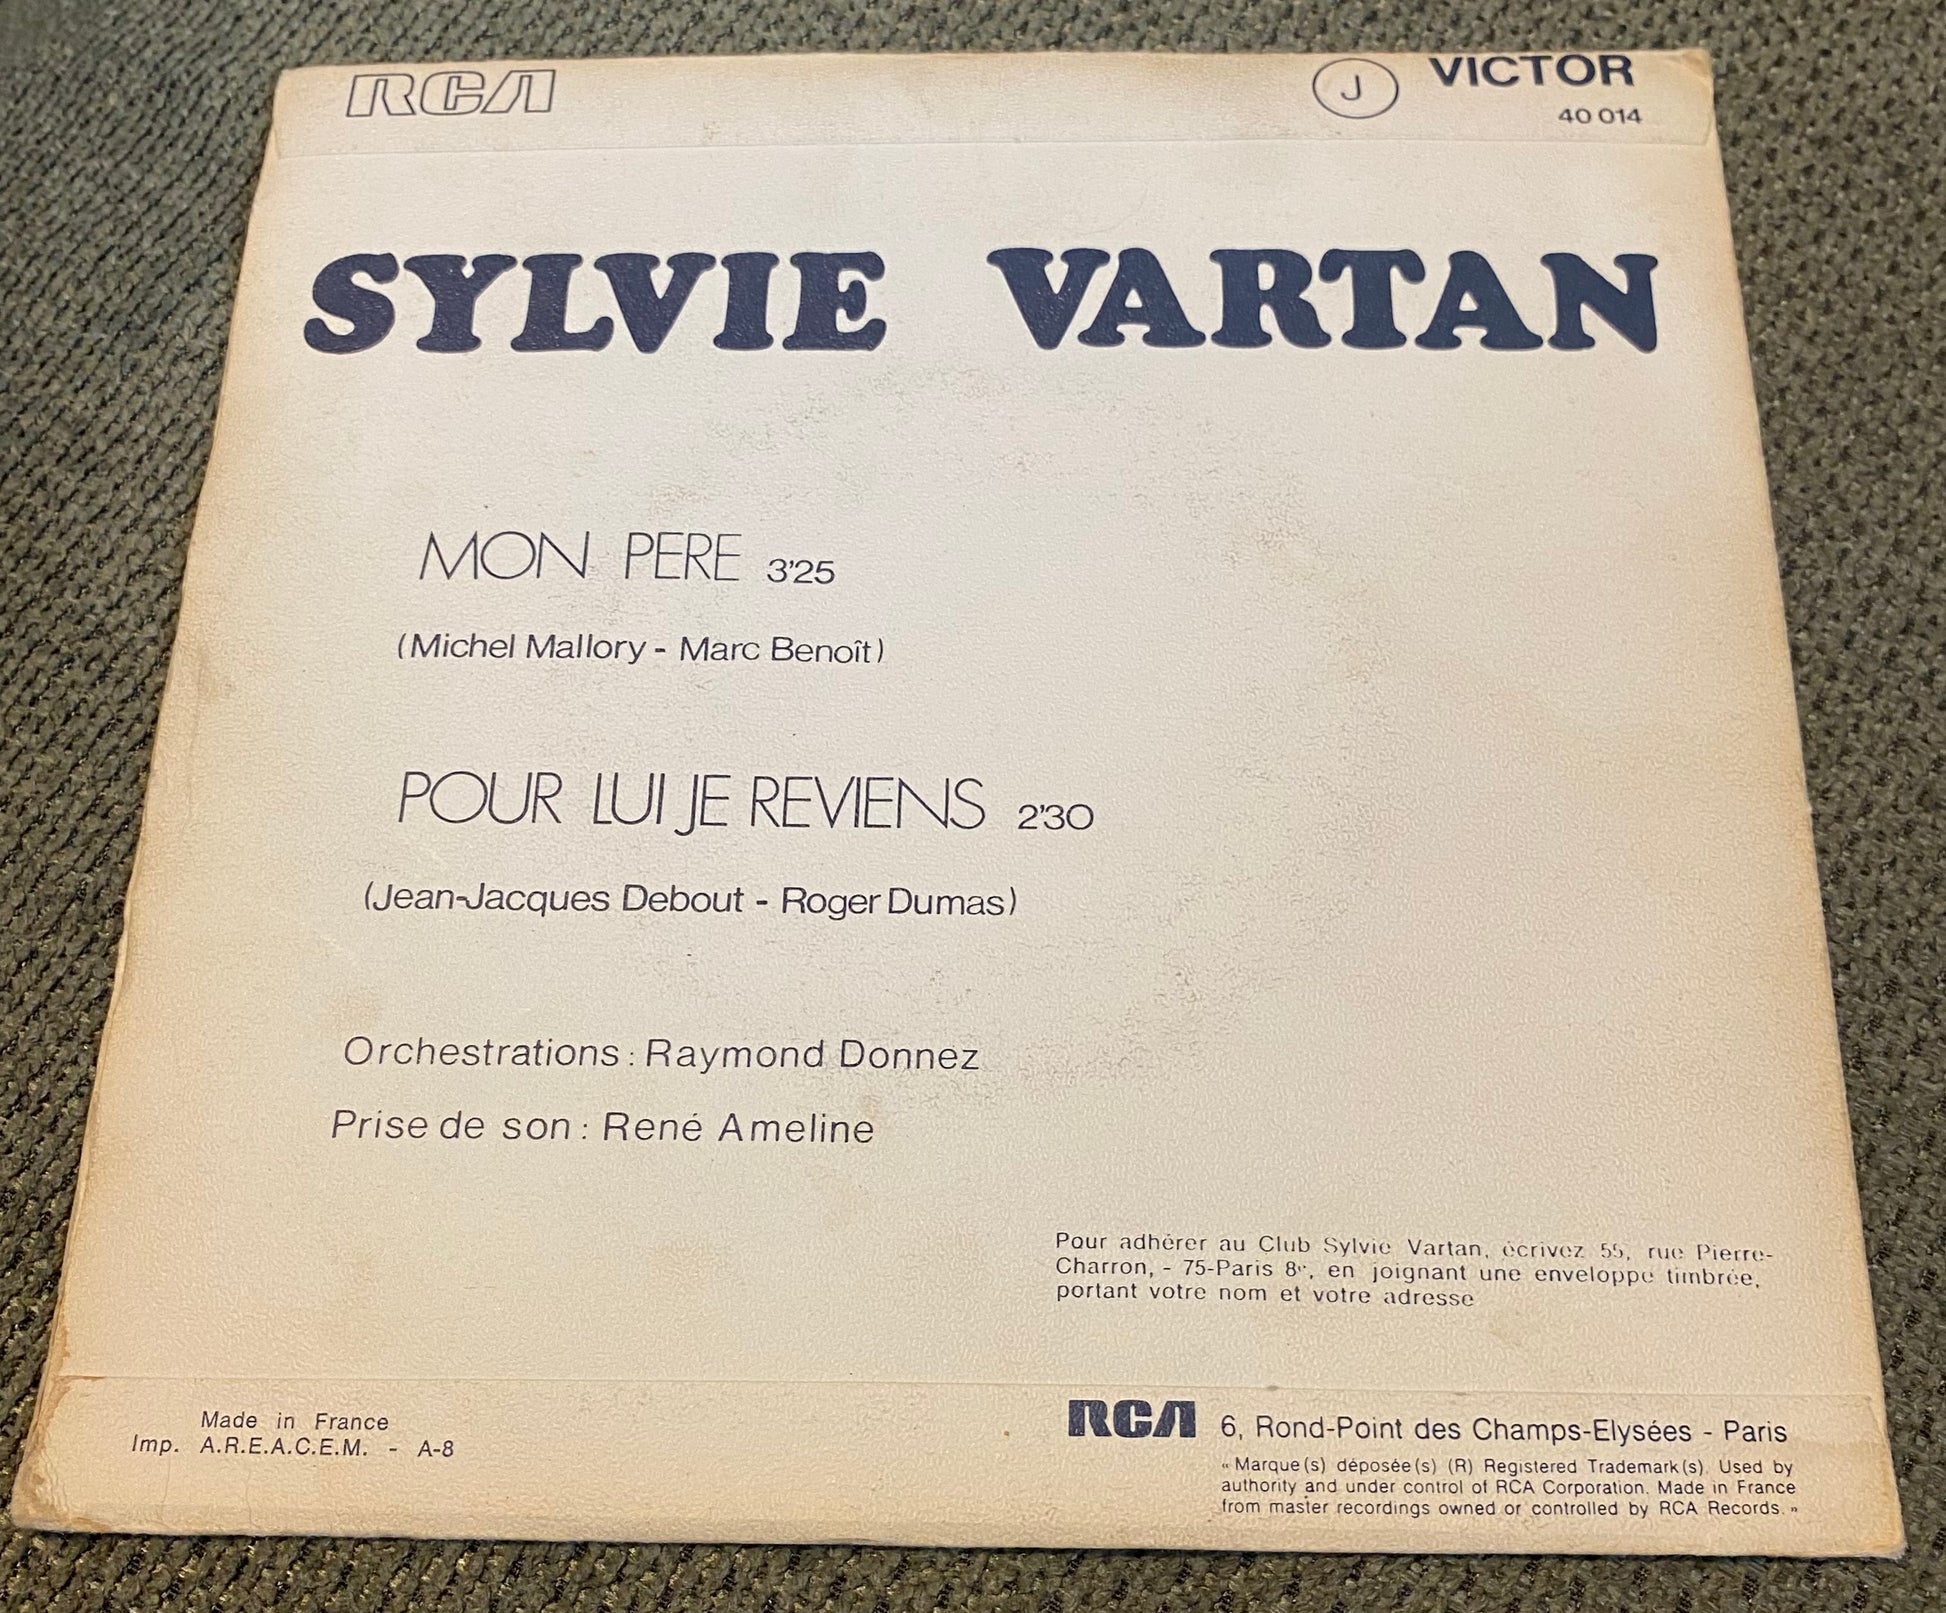 RCA J VICTOR
40 014
SYLVIE VARTAN
MON PERE 3'25
(Michel Mallory - Marc Benoît)
POUR LUI JE REVIENS 2'30
(Jean-Jacques Debout - Roger Dumas)
Orchestrations : Raymond Donnez
Prise de son : René Ameline
Pour adhérer au Club Sylvie Vartan, écrivez 55, rue Pierre-
Charron, - 75-Paris 8e, en joignant une enveloppe timbrée,
portant votre nom et votre adresse
Made in France
Imp. A.R.E.A.C.E.M. - A-8
RCA 6, Rond-Point des Champs-Elysées - Paris
« Marque(s) déposée(s) (R) Registered Trademark(s). Used by
authority and under control of RCA Corporation. Made in France
from master recordings owned or controlled by RCA Records. »